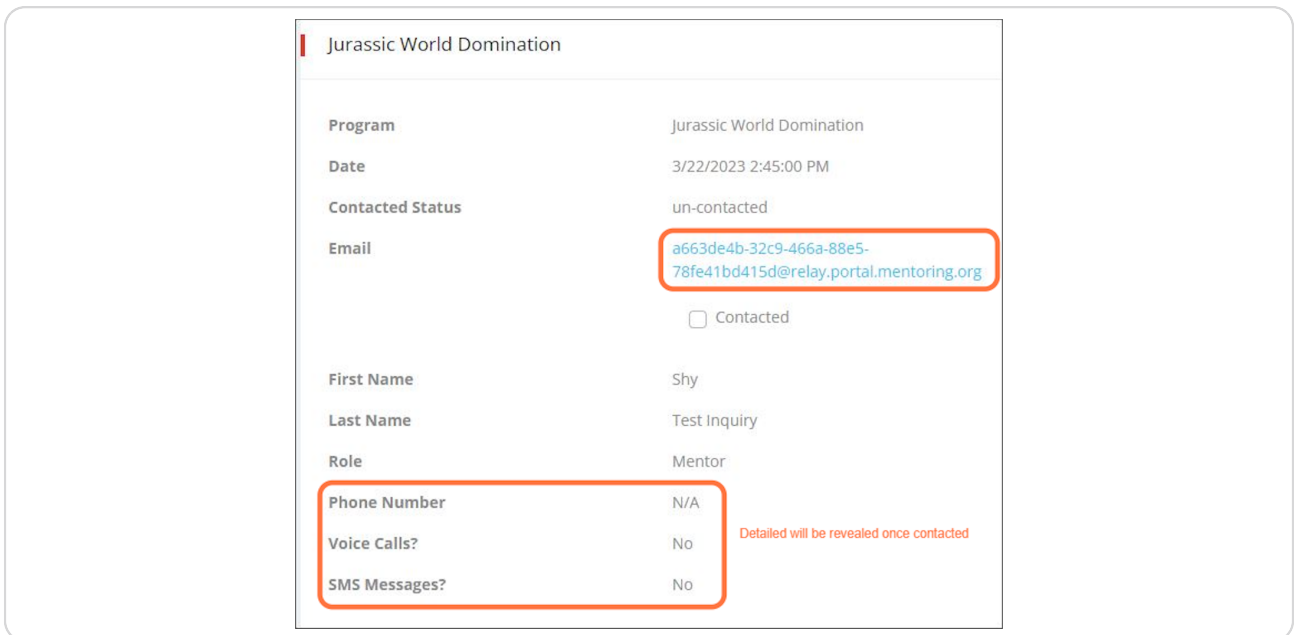 Jurassic World Domination
Program Jurassic World Domination
Date 3/22/2023 2:45:00 PM
Contacted Status un-contacted
Email a663de4b-32c9-466a-88e5-
78fe41bd415d@relay.portal.mentoring.org
Contacted
First Name Shy
Last Name Test Inquiry
Role Mentor
Phone Number N/A
Voice Calls? No Detailed will be revealed once contacted
SMS Messages? No